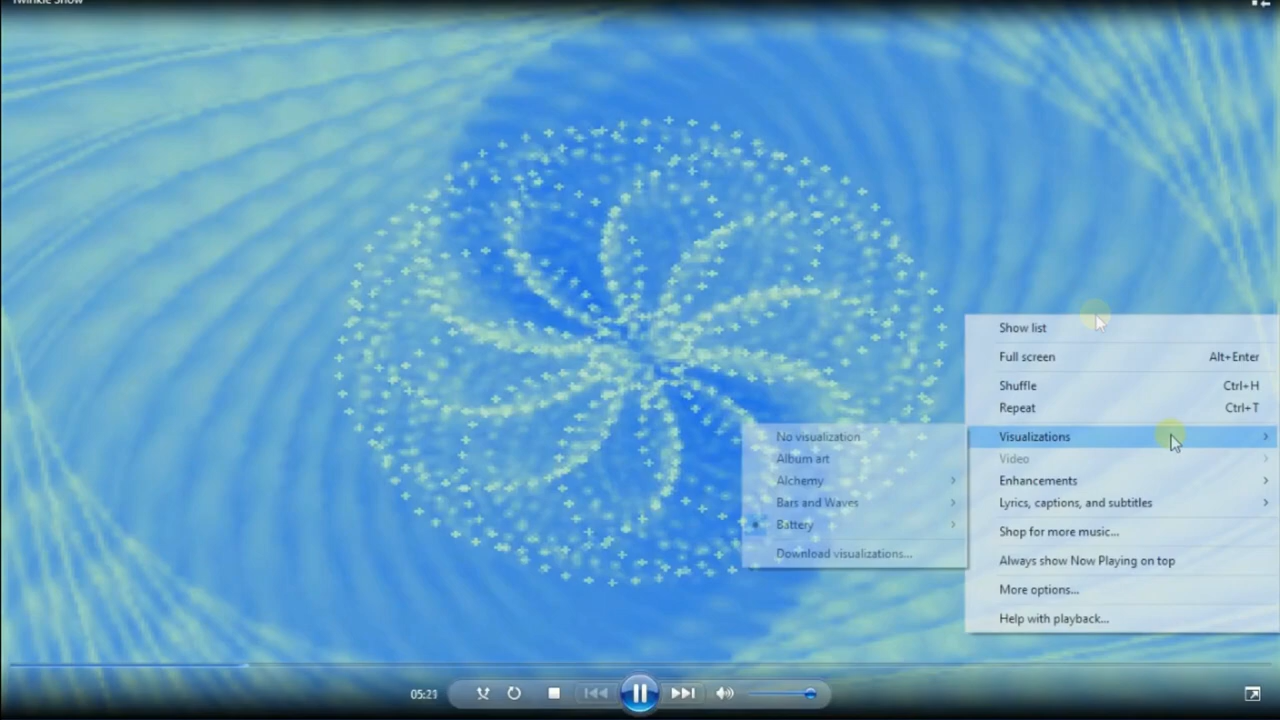 Twinkle Show
Show list
Full screen Alt+Enter
Shuffle Ctrl+H
Repeat Ctrl+T
Visualizations
Video
Enhancements
Lyrics, captions, and subtitles
Shop for more music...
Always show Now Playing on top
More options...
Help with playback...
No visualization
Album art
Alchemy
Bars and Waves
Battery
Download visualizations...
05:21